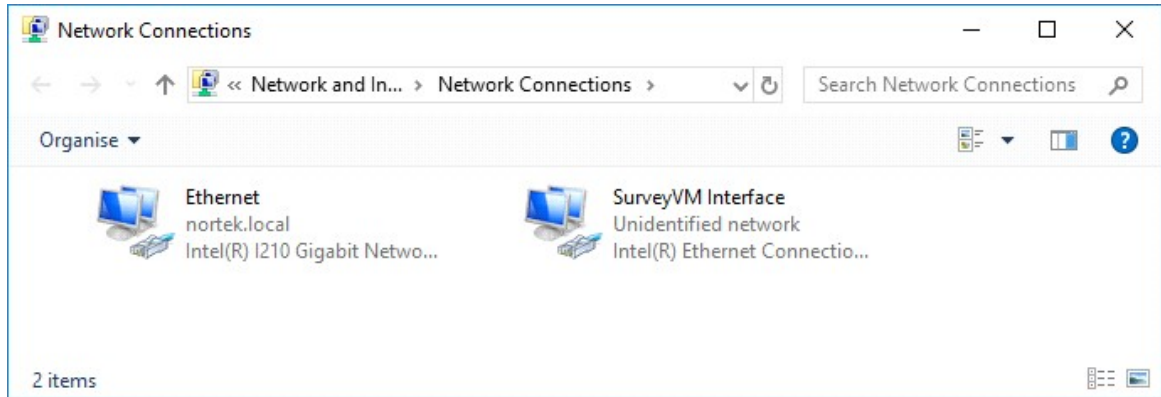 Network Connections
« Network and In... > Network Connections >
Search Network Connections
Organise
?
Ethernet
nortek.local
Intel(R) I210 Gigabit Netwo...
SurveyVM Interface
Unidentified network
Intel(R) Ethernet Connectio...
2 items